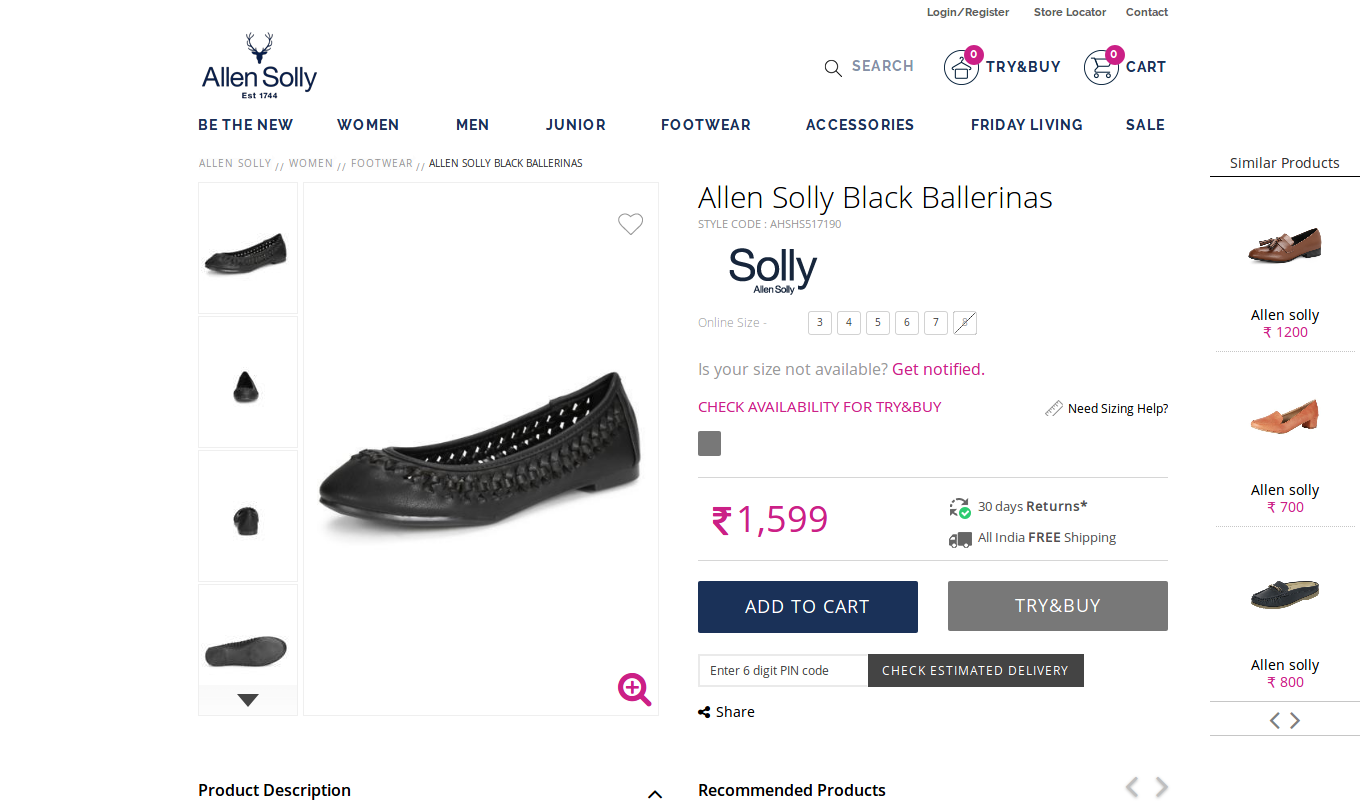 Login/Register Store Locator Contact
Allen Solly
Est 1744
SEARCH 0 TRY&BUY 0 CART
BE THE NEW WOMEN MEN JUNIOR FOOTWEAR ACCESSORIES FRIDAY LIVING SALE
ALLEN SOLLY // WOMEN // FOOTWEAR // ALLEN SOLLY BLACK BALLERINAS
Similar Products
Allen Solly Black Ballerinas
STYLE CODE : AHSHS517190
Solly
Allen Solly
Online Size - 3 4 5 6 7 8
Is your size not available? Get notified.
CHECK AVAILABILITY FOR TRY&BUY
Need Sizing Help?
₹1,599
30 days Returns*
All India FREE Shipping
ADD TO CART TRY&BUY
Enter 6 digit PIN code CHECK ESTIMATED DELIVERY
Share
Allen solly
₹ 1200
Allen solly
₹ 700
Allen solly
₹ 800
Product Description
Recommended Products